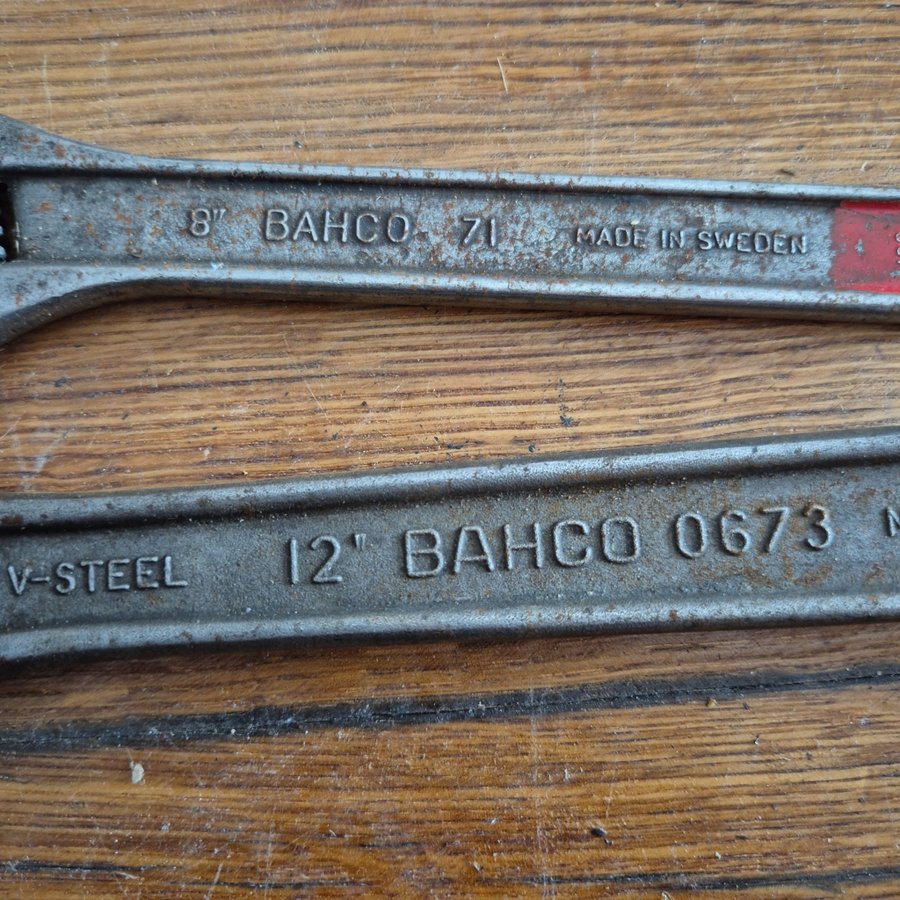 8" BAHCO 71 MADE IN SWEDEN
V-STEEL 12" BAHCO 0673